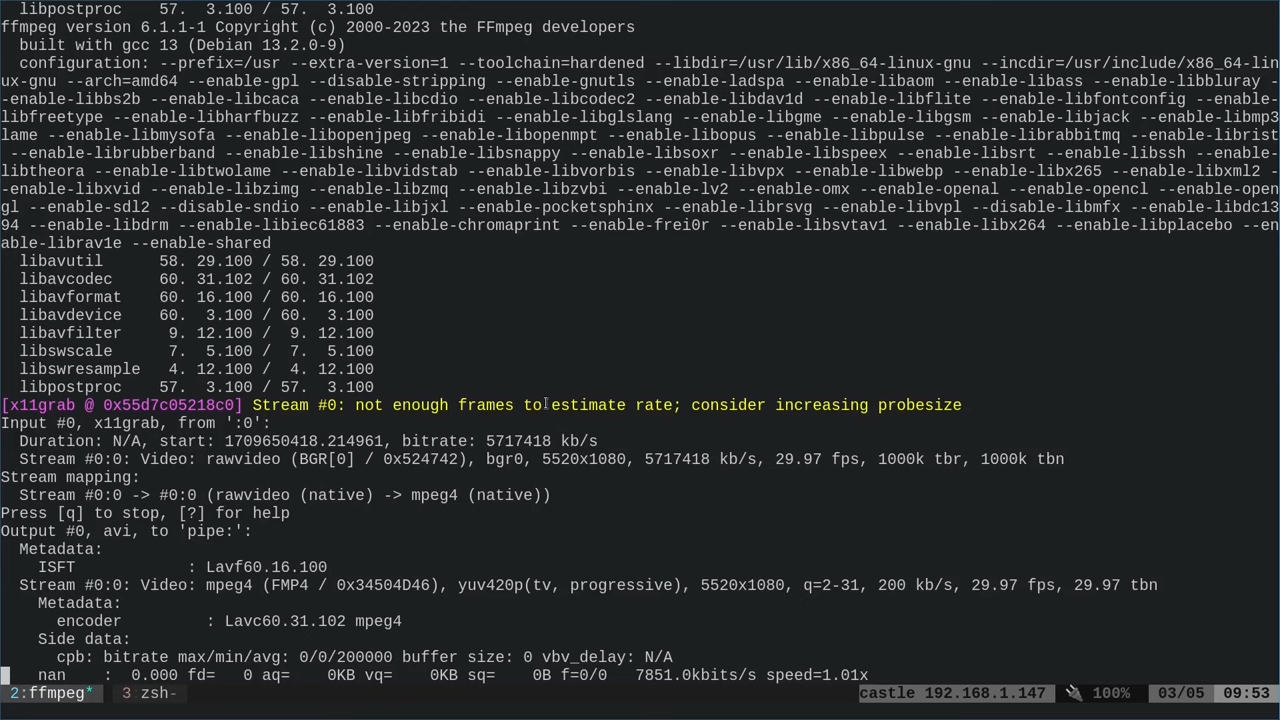 libpostproc    57.  3.100 / 57.  3.100
ffmpeg version 6.1.1-1 Copyright (c) 2000-2023 the FFmpeg developers
  built with gcc 13 (Debian 13.2.0-9)
  configuration: --prefix=/usr --extra-version=1 --toolchain=hardened --libdir=/usr/lib/x86_64-linux-gnu --incdir=/usr/include/x86_64-lin
ux-gnu --arch=amd64 --enable-gpl --disable-stripping --enable-gnutls --enable-ladspa --enable-libaom --enable-libass --enable-libbluray -
-enable-libbs2b --enable-libcaca --enable-libcdio --enable-libcodec2 --enable-libdav1d --enable-libflite --enable-libfontconfig --enable-
libfreetype --enable-libharfbuzz --enable-libfribidi --enable-libglslang --enable-libgme --enable-libgsm --enable-libjack --enable-libmp3
lame --enable-libmysofa --enable-libopenjpeg --enable-libopenmpt --enable-libopus --enable-libpulse --enable-librabbitmq --enable-librist
 --enable-librubberband --enable-libshine --enable-libsnappy --enable-libsoxr --enable-libspeex --enable-libsrt --enable-libssh --enable-
libtheora --enable-libtwolame --enable-libvidstab --enable-libvorbis --enable-libvpx --enable-libwebp --enable-libx265 --enable-libxml2 -
-enable-libxvid --enable-libzimg --enable-libzmq --enable-libzvbi --enable-lv2 --enable-omx --enable-openal --enable-opencl --enable-open
gl --enable-sdl2 --disable-sndio --enable-libjxl --enable-pocketsphinx --enable-librsvg --enable-libvpl --disable-libmfx --enable-libdc13
94 --enable-libdrm --enable-libiec61883 --enable-chromaprint --enable-frei0r --enable-libsvtav1 --enable-libx264 --enable-libplacebo --en
able-librav1e --enable-shared
  libavutil      58. 29.100 / 58. 29.100
  libavcodec     60. 31.102 / 60. 31.102
  libavformat    60. 16.100 / 60. 16.100
  libavdevice    60.  3.100 / 60.  3.100
  libavfilter     9. 12.100 /  9. 12.100
  libswscale      7.  5.100 /  7.  5.100
  libswresample   4. 12.100 /  4. 12.100
  libpostproc    57.  3.100 / 57.  3.100
[x11grab @ 0x55d7c05218c0] Stream #0: not enough frames to estimate rate; consider increasing probesize
Input #0, x11grab, from ':0':
  Duration: N/A, start: 1709650418.214961, bitrate: 5717418 kb/s
  Stream #0:0: Video: rawvideo (BGR[0] / 0x524742), bgr0, 5520x1080, 5717418 kb/s, 29.97 fps, 1000k tbr, 1000k tbn
Stream mapping:
  Stream #0:0 -> #0:0 (rawvideo (native) -> mpeg4 (native))
Press [q] to stop, [?] for help
Output #0, avi, to 'pipe:':
  Metadata:
    ISFT            : Lavf60.16.100
  Stream #0:0: Video: mpeg4 (FMP4 / 0x34504D46), yuv420p(tv, progressive), 5520x1080, q=2-31, 200 kb/s, 29.97 fps, 29.97 tbn
    Metadata:
      encoder         : Lavc60.31.102 mpeg4
    Side data:
      cpb: bitrate max/min/avg: 0/0/200000 buffer size: 0 vbv_delay: N/A
    nan    :  0.000 fd=   0 aq=    0KB vq=    0KB sq=    0B f=0/0   7851.0kbits/s speed=1.01x
2:ffmpeg* 3 zsh- castle 192.168.1.147 100% 03/05 09:53